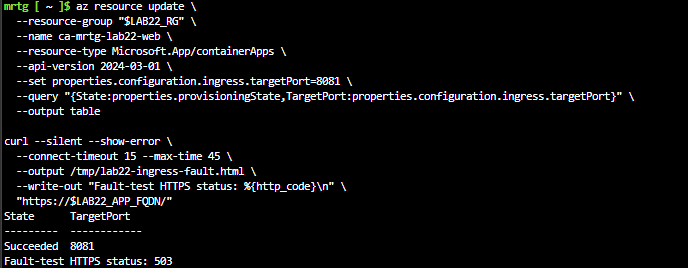 mrtg [ ~ ]$ az resource update \
  --resource-group "$LAB22_RG" \
  --name ca-mrtg-lab22-web \
  --resource-type Microsoft.App/containerApps \
  --api-version 2024-03-01 \
  --set properties.configuration.ingress.targetPort=8081 \
  --query "{State:properties.provisioningState,TargetPort:properties.configuration.ingress.targetPort}" \
  --output table

curl --silent --show-error \
  --connect-timeout 15 --max-time 45 \
  --output /tmp/lab22-ingress-fault.html \
  --write-out "Fault-test HTTPS status: %{http_code}\n" \
  "https://$LAB22_APP_FQDN/"
State      TargetPort
---------  ------------
Succeeded  8081
Fault-test HTTPS status: 503